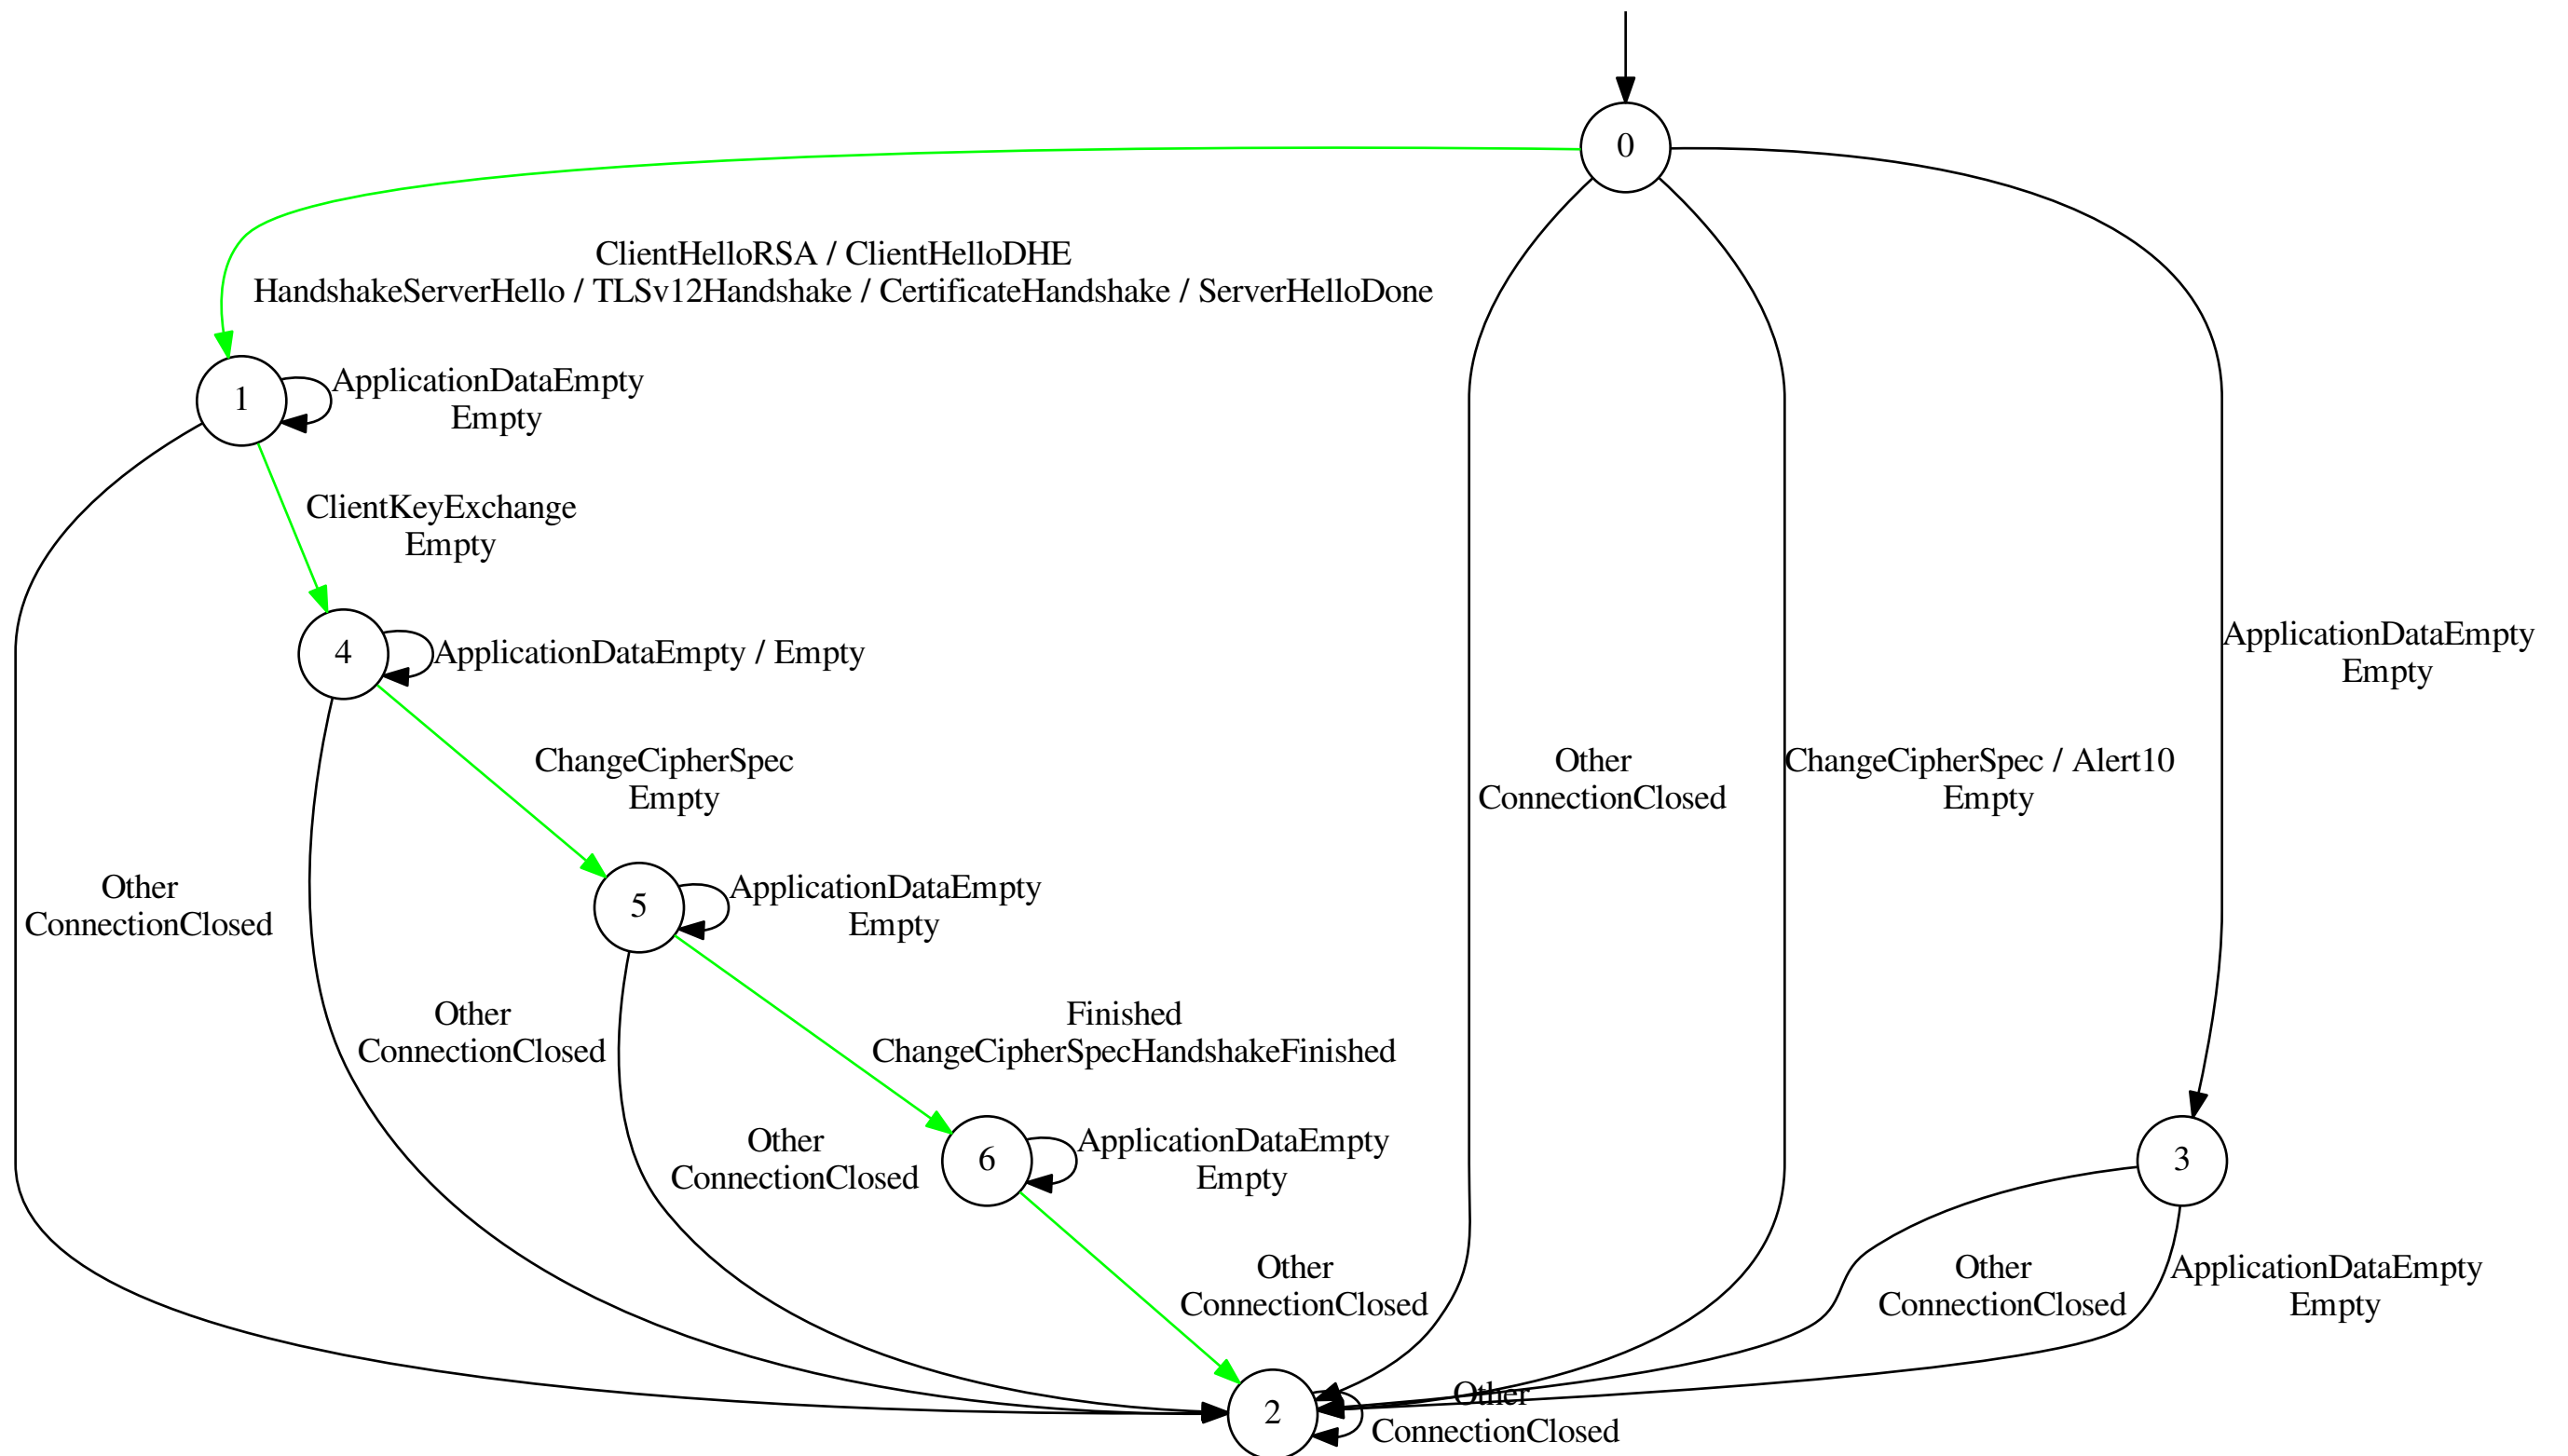 0
ClientHelloRSA / ClientHelloDHE
HandshakeServerHello / TLSv12Handshake / CertificateHandshake / ServerHelloDone
1
ApplicationDataEmpty
Empty
ClientKeyExchange
Empty
4
ApplicationDataEmpty / Empty
ApplicationDataEmpty
Empty
ChangeCipherSpec
Empty
Other
ConnectionClosed
ChangeCipherSpec / Alert10
Empty
Other
ConnectionClosed
5
ApplicationDataEmpty
Empty
Other
ConnectionClosed
Finished
ChangeCipherSpecHandshakeFinished
Other
ConnectionClosed
6
ApplicationDataEmpty
Empty
3
Other
ConnectionClosed
Other
ConnectionClosed
ApplicationDataEmpty
Empty
2
Other
ConnectionClosed